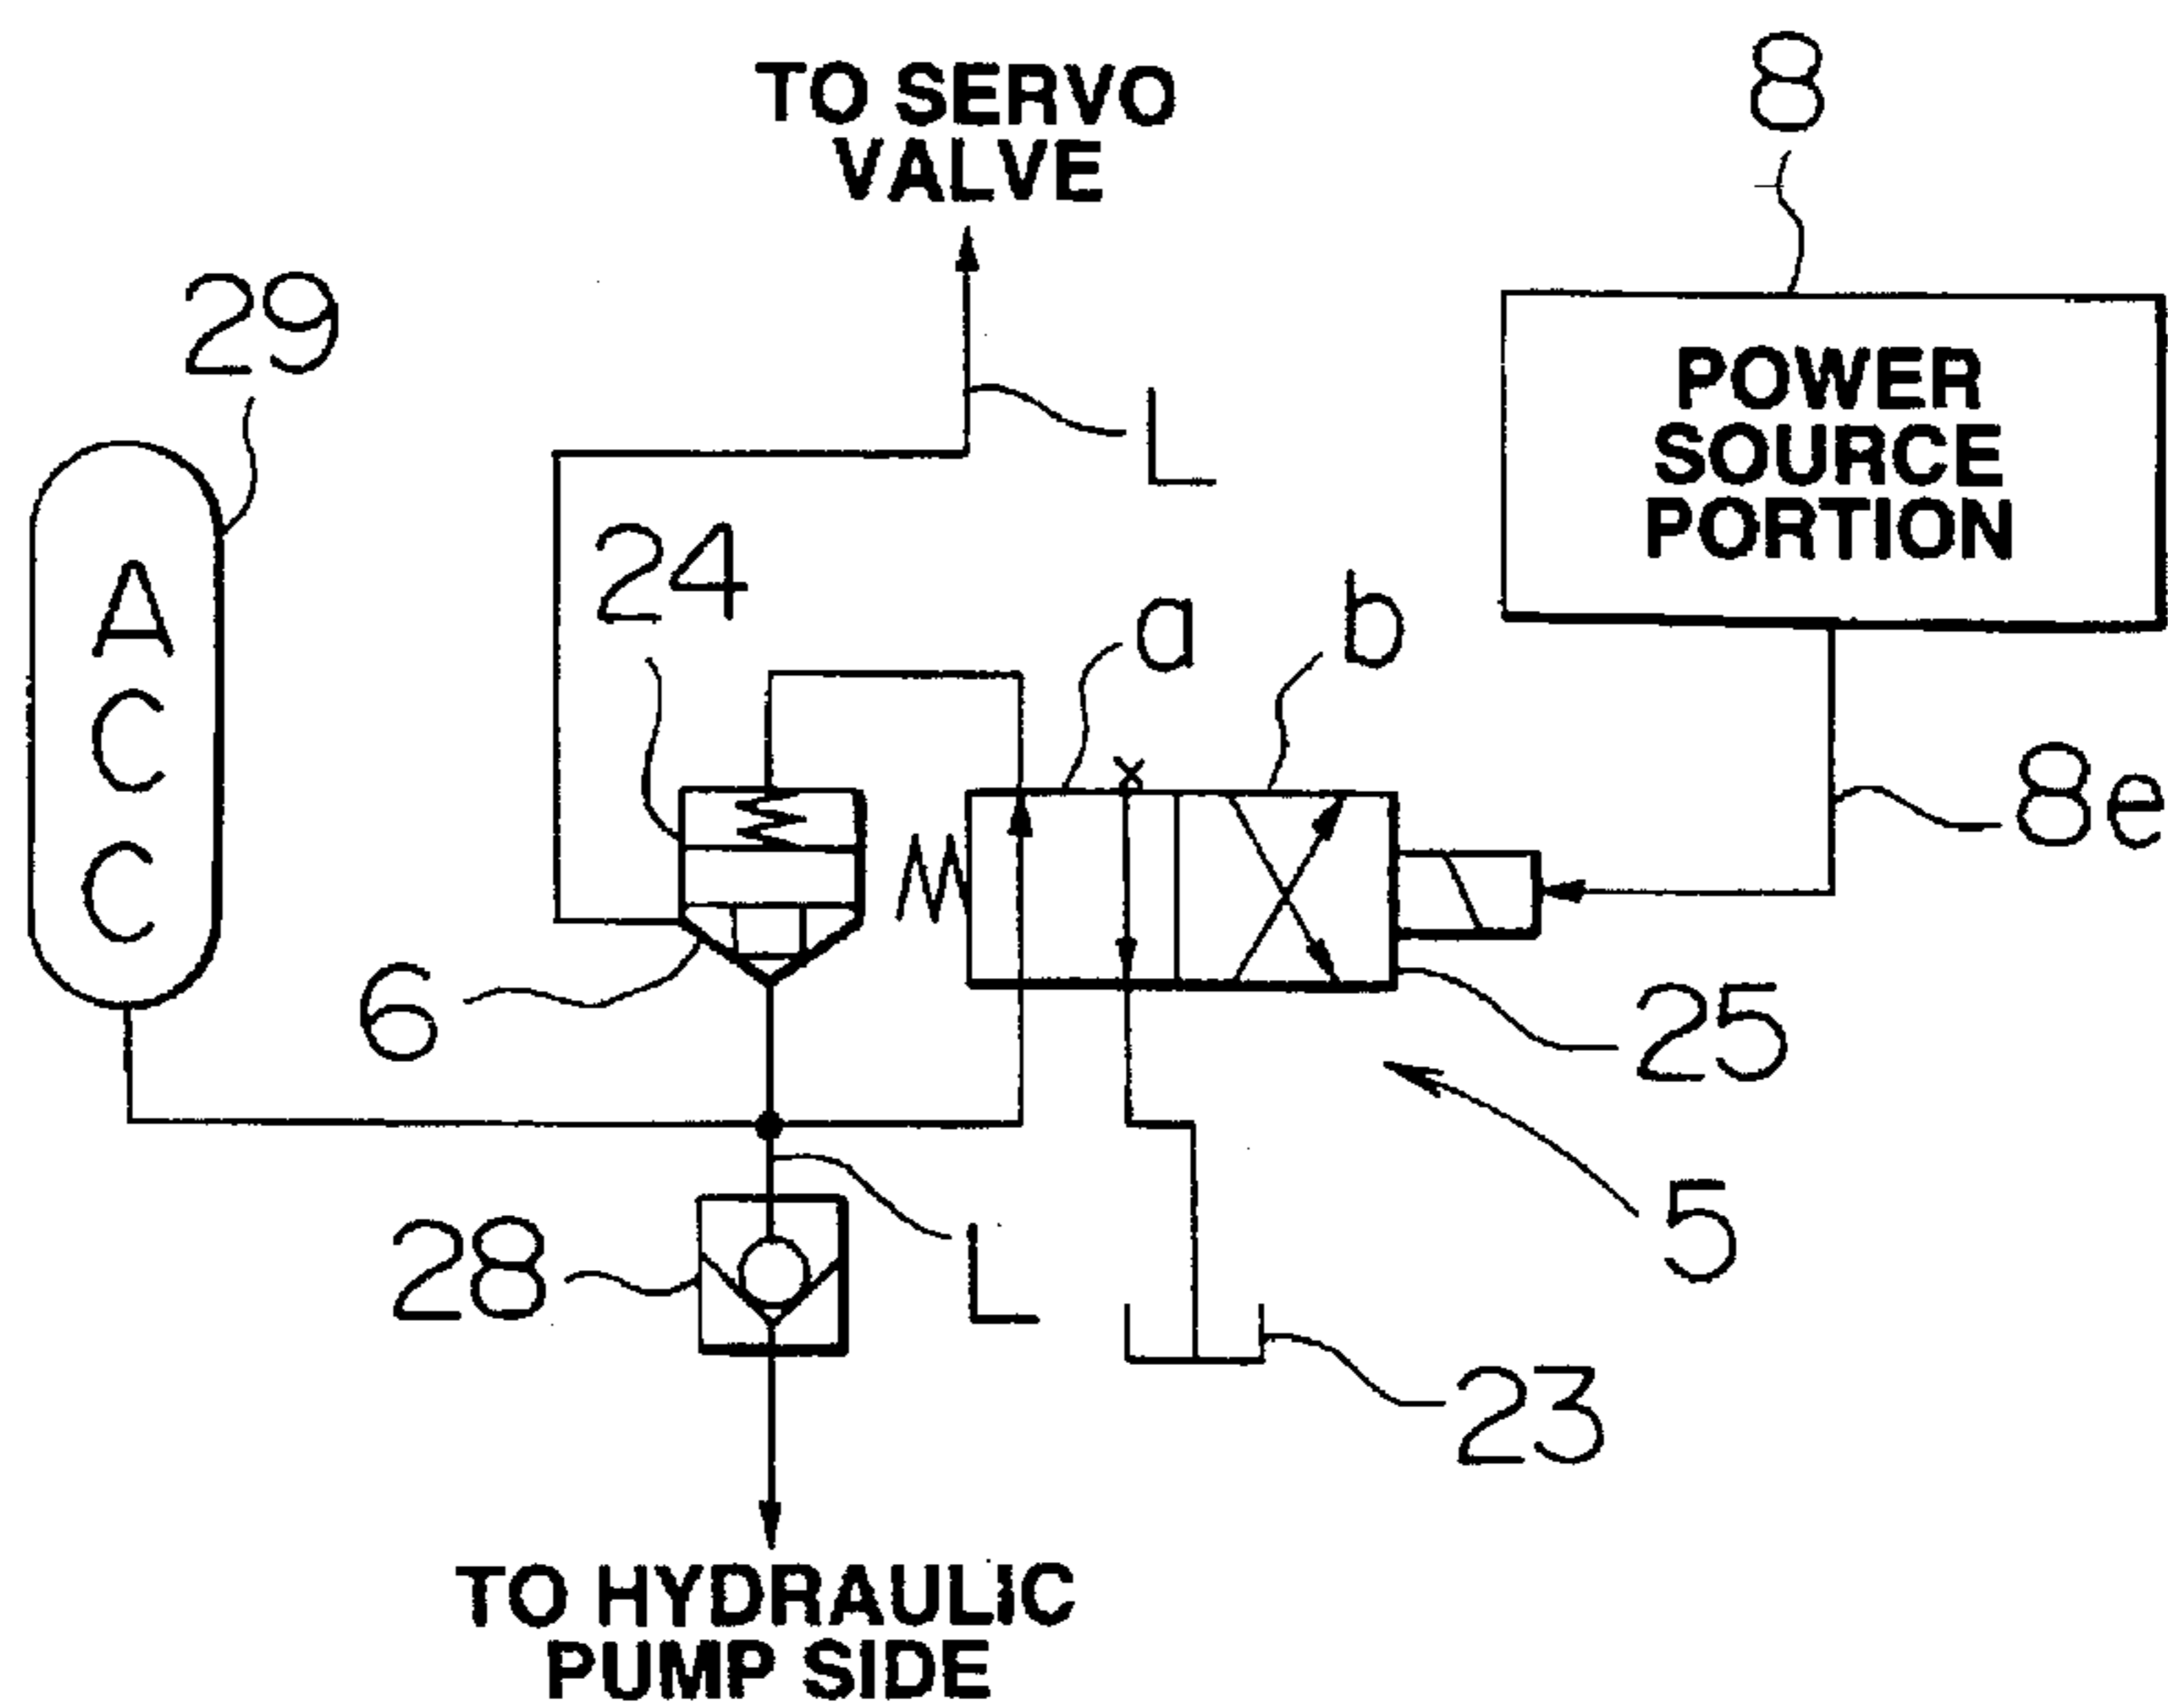 8
TO SERVO
VALVE
29
L
POWER
SOURCE
PORTION
24
a
b
A
C
C
x
8e
6
25
5
28
L
23
TO HYDRAULIC
PUMP SIDE